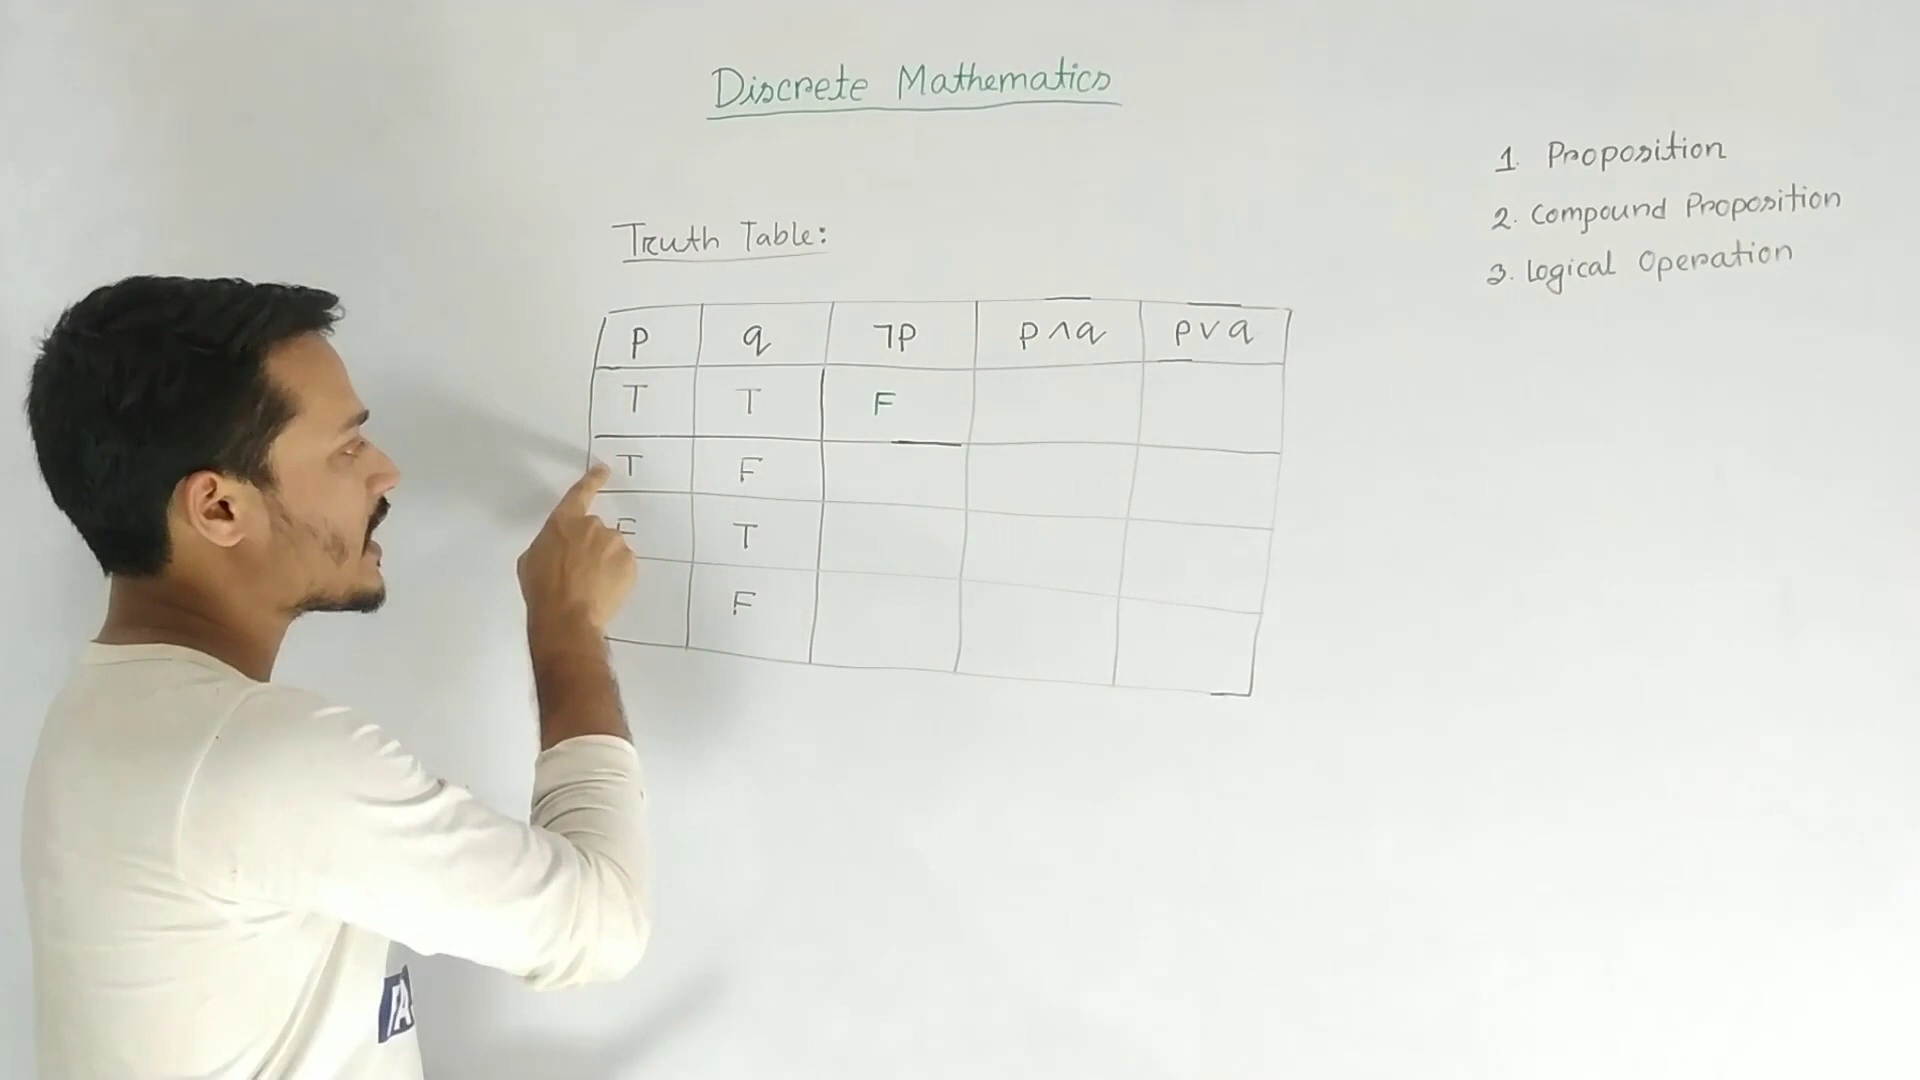 Discrete Mathematics
1. Proposition
2. Compound Proposition
3. Logical Operation
Truth Table:
p q ¬p p ∧ q p ∨ q
T T F
T F
F T
F